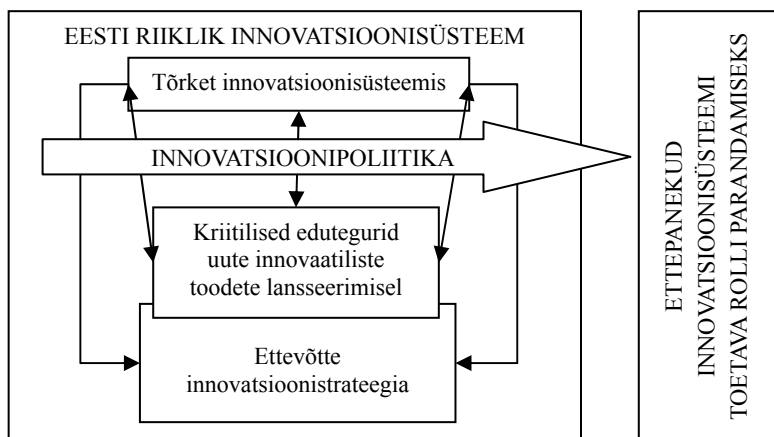 EESTI RIIKLIK INNOVATSIOONISÜSTEEM
Tõrket innovatsioonisüsteemis
INNOVATSIOONIPOLIITIKA
Kriitilised edutegurid
uute innovaatiliste
toodete lansseerimisel
Ettevõtte
innovatsioonistrateegia
ETTEPANEKUD
INNOVATSIOONISÜSTEEMI
TOETAVA ROLLI PARANDAMISEKS